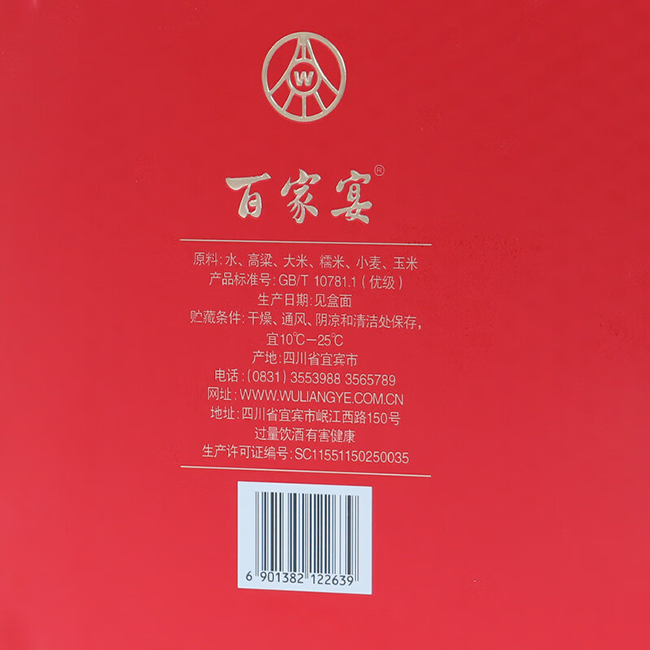 W
百家宴®
原料:水、高粱、大米、糯米、小麦、玉米
产品标准号:GB/T 10781.1(优级)
生产日期:见盒面
贮藏条件:干燥、通风、阴凉和清洁处保存,
宜10℃—25℃
产地:四川省宜宾市
电话:(0831) 3553988 3565789
网址:WWW.WULIANGYE.COM.CN
地址:四川省宜宾市岷江西路150号
过量饮酒有害健康
生产许可证编号:SC11551150250035
6 901382 122639